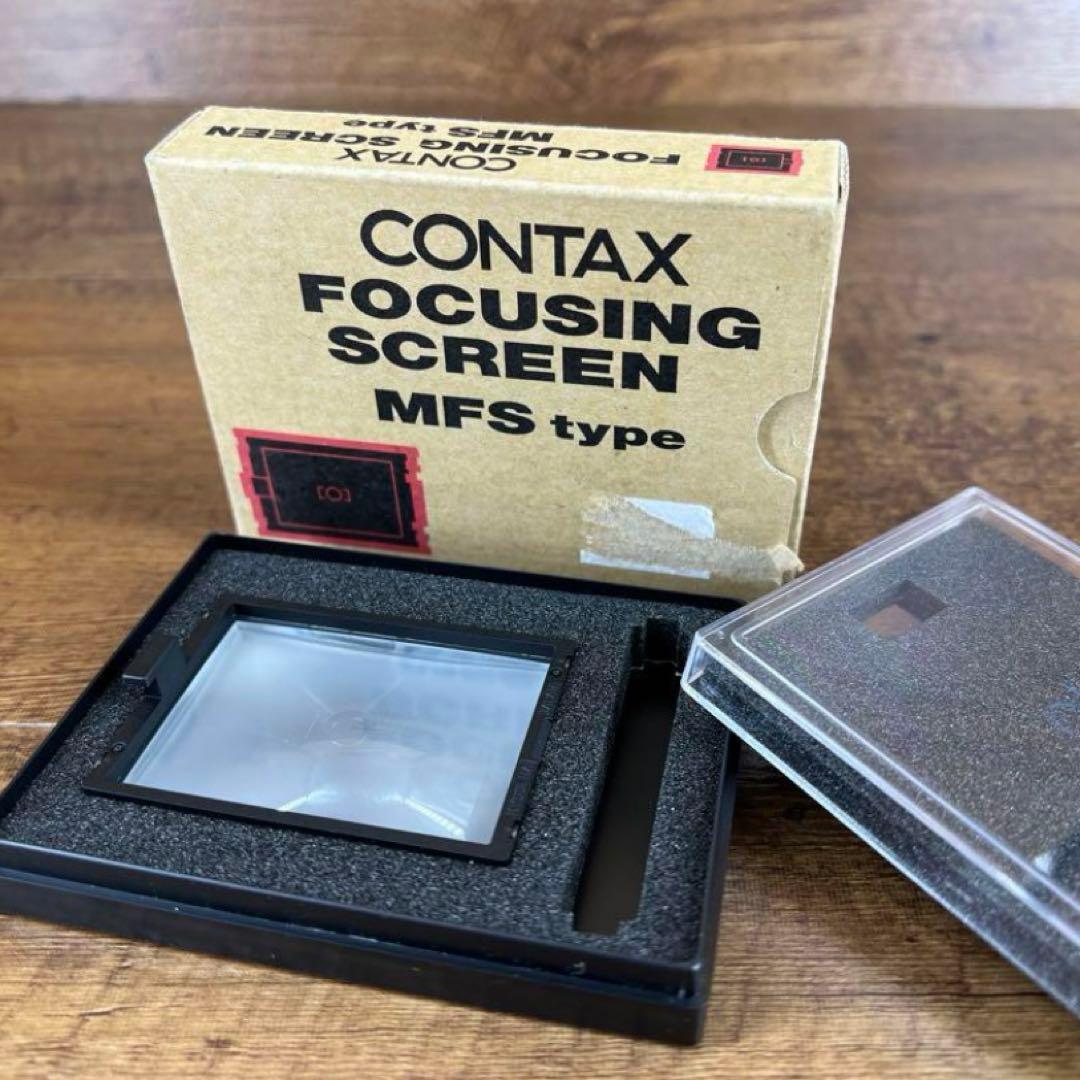 CONTAX
FOCUSING SCREEN
MFS type
CONTAX
FOCUSING
SCREEN
MFS type